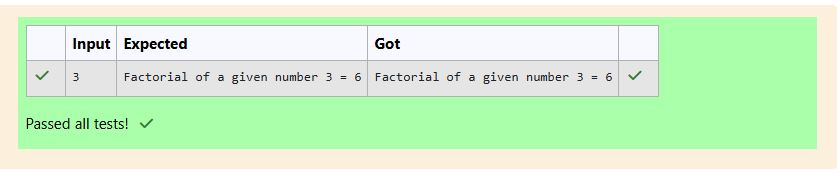 Input Expected Got
3 Factorial of a given number 3 = 6 Factorial of a given number 3 = 6
Passed all tests!